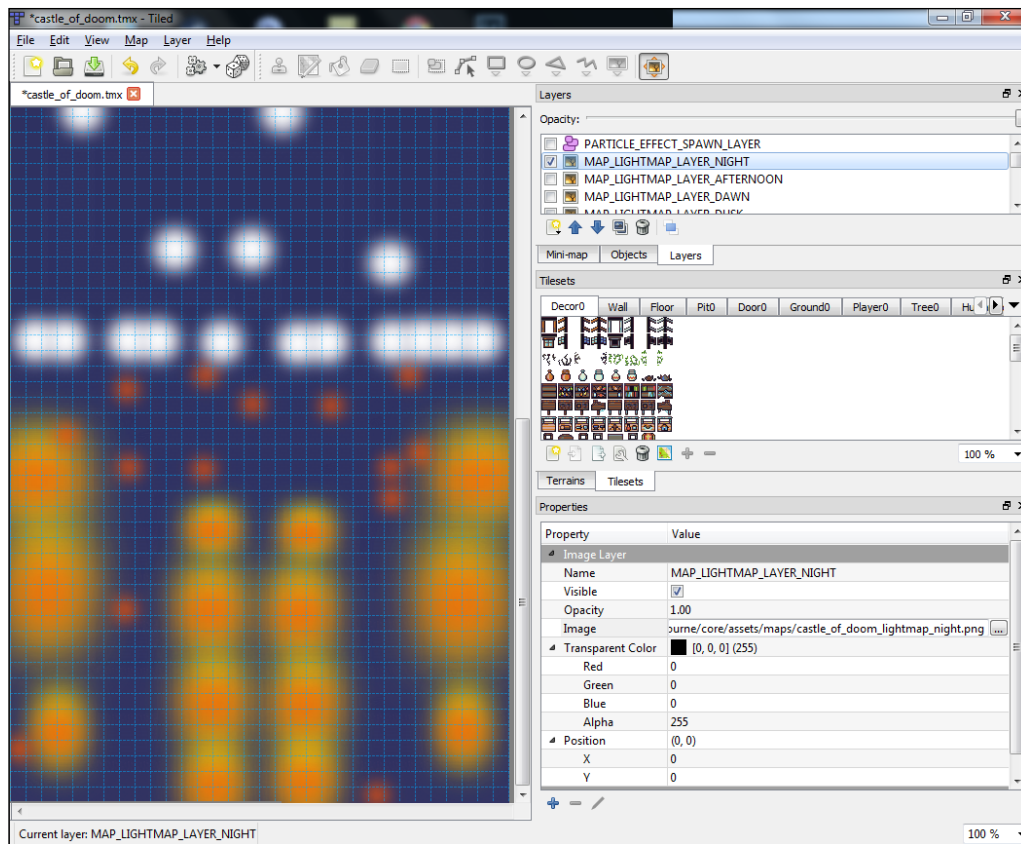 *castle_of_doom.tmx - Tiled
File Edit View Map Layer Help
*castle_of_doom.tmx
Layers
Opacity:
PARTICLE_EFFECT_SPAWN_LAYER
MAP_LIGHTMAP_LAYER_NIGHT
MAP_LIGHTMAP_LAYER_AFTERNOON
MAP_LIGHTMAP_LAYER_DAWN
MAP_LIGHTMAP_LAYER_DUSK
Mini-map Objects Layers
Tilesets
Decor0 Wall Floor Pit0 Door0 Ground0 Player0 Tree0 Hu
100 %
Terrains Tilesets
Properties
Property Value
Image Layer
Name MAP_LIGHTMAP_LAYER_NIGHT
Visible
Opacity 1.00
Image ourne/core/assets/maps/castle_of_doom_lightmap_night.png ...
Transparent Color [0, 0, 0] (255)
Red 0
Green 0
Blue 0
Alpha 255
Position (0, 0)
X 0
Y 0
Current layer: MAP_LIGHTMAP_LAYER_NIGHT 100 %